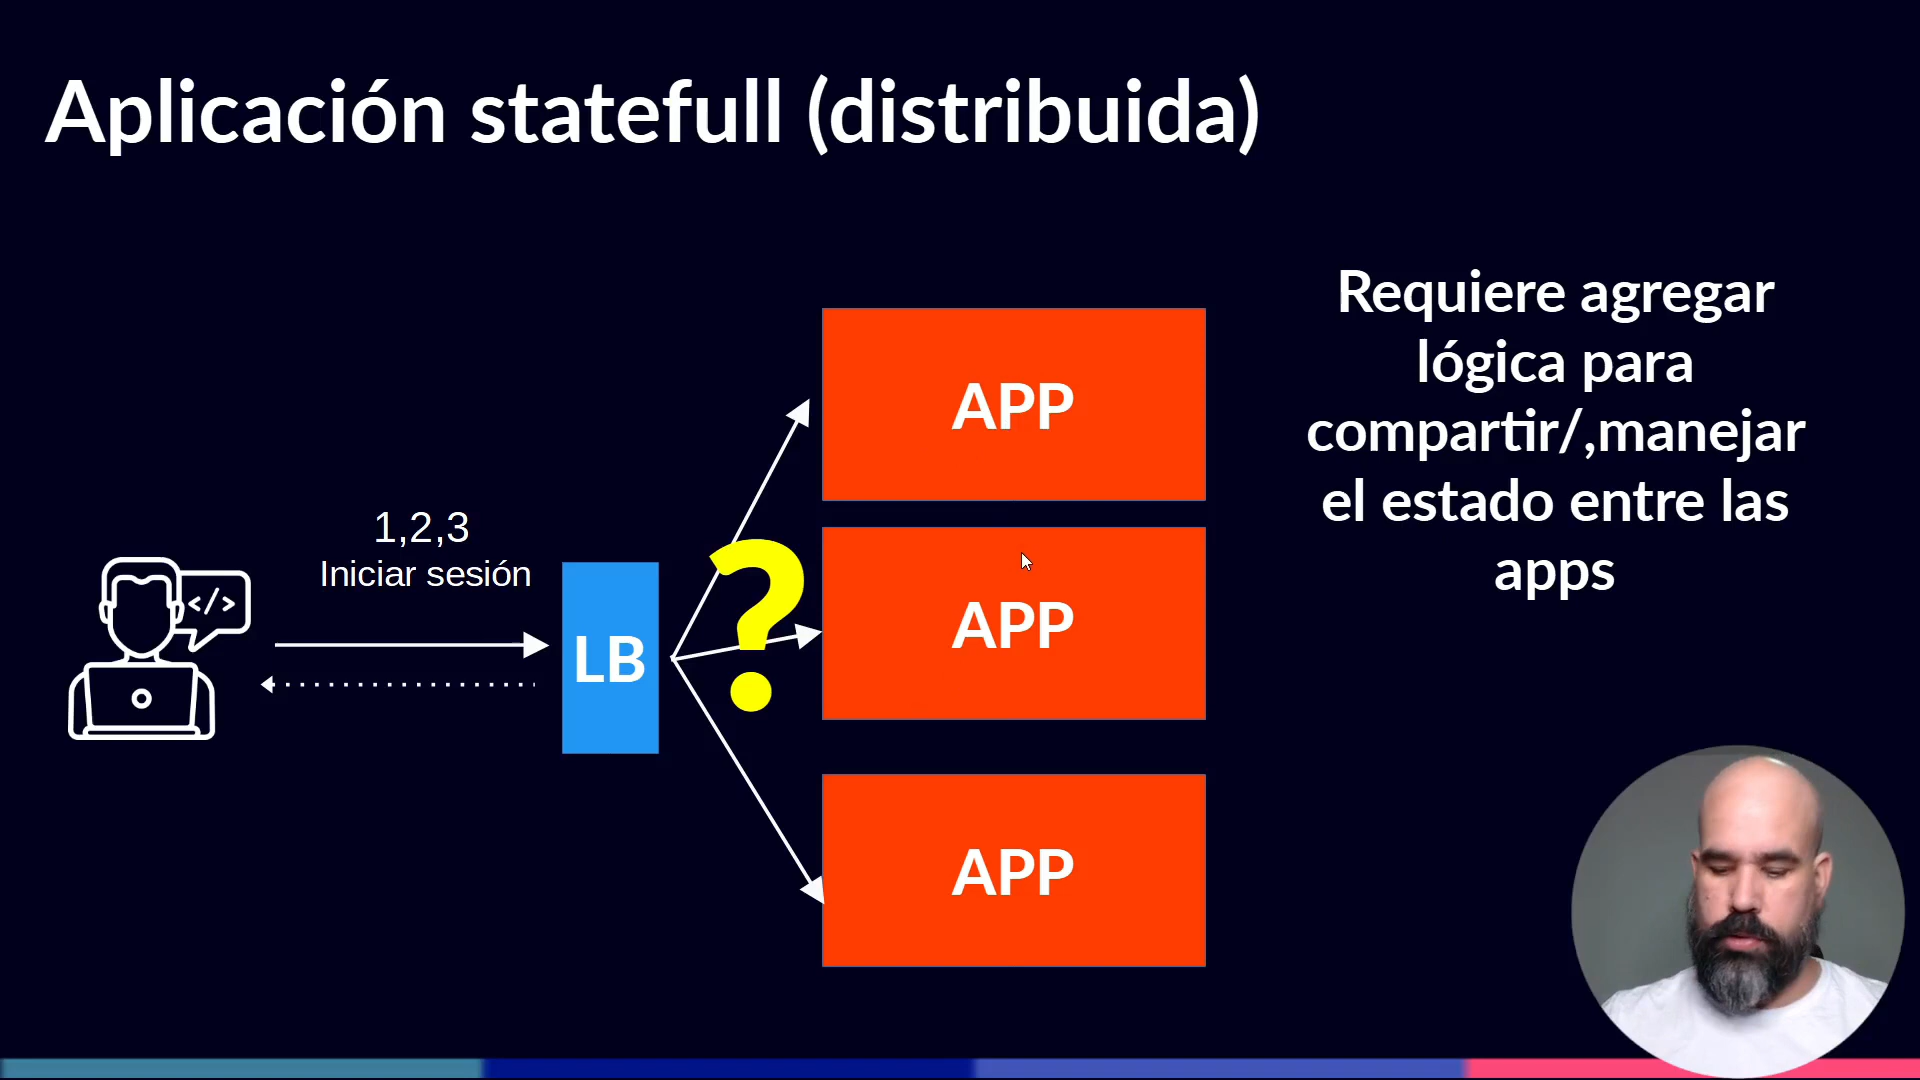 Aplicación statefull (distribuida)
Requiere agregar
lógica para
compartir/,manejar
el estado entre las
apps
1,2,3
Iniciar sesión
</>
LB
?
APP
APP
APP